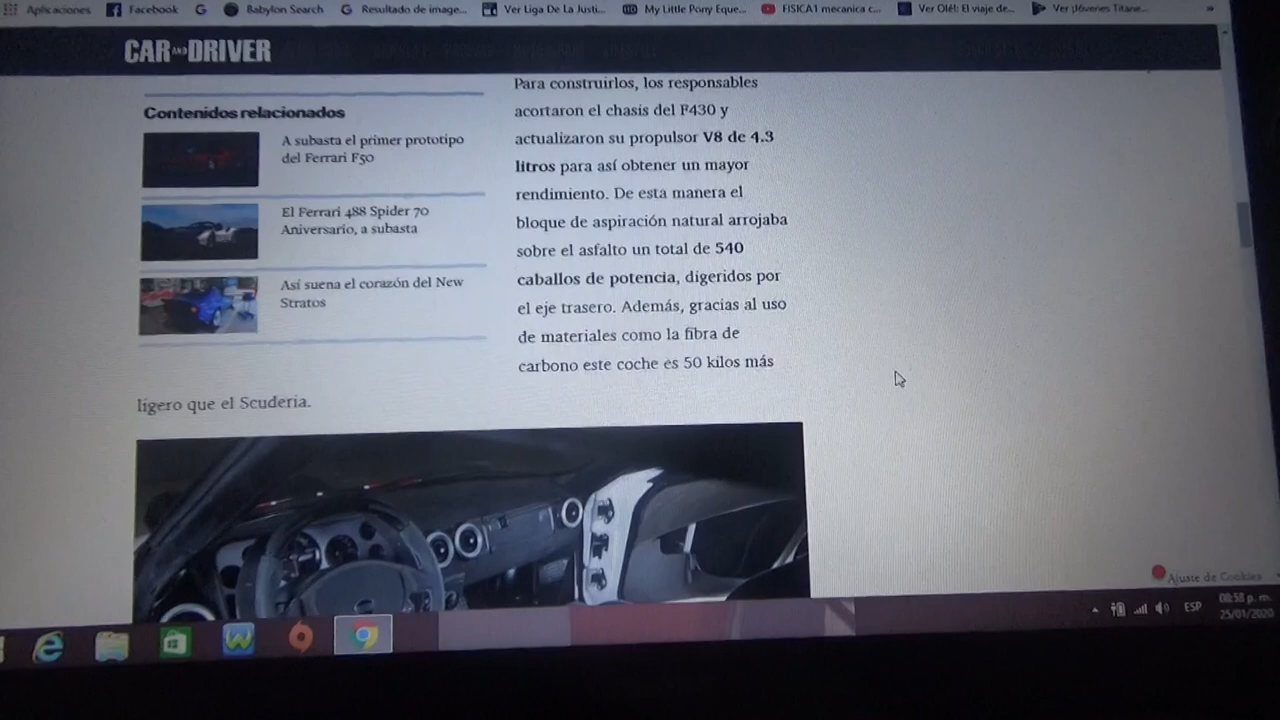 Aplicaciones
Facebook
Babylon Search
Resultado de image...
Ver Liga De La Justi...
My Little Pony Eque...
FISICA1 mecanica c...
Ver Olé!: El viaje de...
CAR AND DRIVER
Contenidos relacionados
A subasta el primer prototipo
del Ferrari F50
El Ferrari 488 Spider 70
Aniversario, a subasta
Así suena el corazón del New
Stratos
Para construirlos, los responsables
acortaron el chasis del F430 y
actualizaron su propulsor V8 de 4.3
litros para así obtener un mayor
rendimiento. De esta manera el
bloque de aspiración natural arrojaba
sobre el asfalto un total de 540
caballos de potencia, digeridos por
el eje trasero. Además, gracias al uso
de materiales como la fibra de
carbono este coche es 50 kilos más
ligero que el Scuderia.
Ajuste de Cookies
ESP
08:58 p. m.
25/01/2020